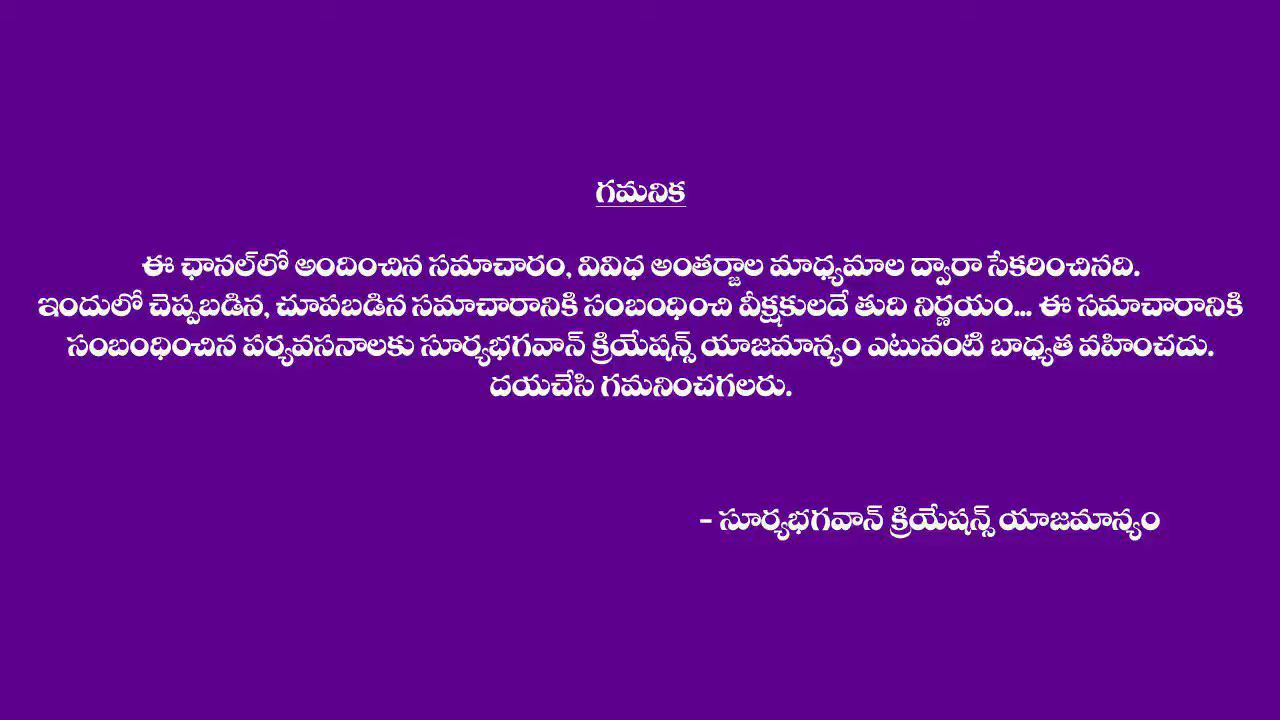 గమనిక
ఈ ఛానల్‌లో అందించిన సమాచారం, వివిధ అంతర్జాల మాధ్యమాల ద్వారా సేకరించినది.
ఇందులో చెప్పబడిన, చూపబడిన సమాచారానికి సంబంధించి వీక్షకులదే తుది నిర్ణయం... ఈ సమాచారానికి
సంబంధించిన పర్యవసనాలకు సూర్యభగవాన్ క్రియేషన్స్ యాజమాన్యం ఎటువంటి బాధ్యత వహించదు.
దయచేసి గమనించగలరు.
- సూర్యభగవాన్ క్రియేషన్స్ యాజమాన్యం